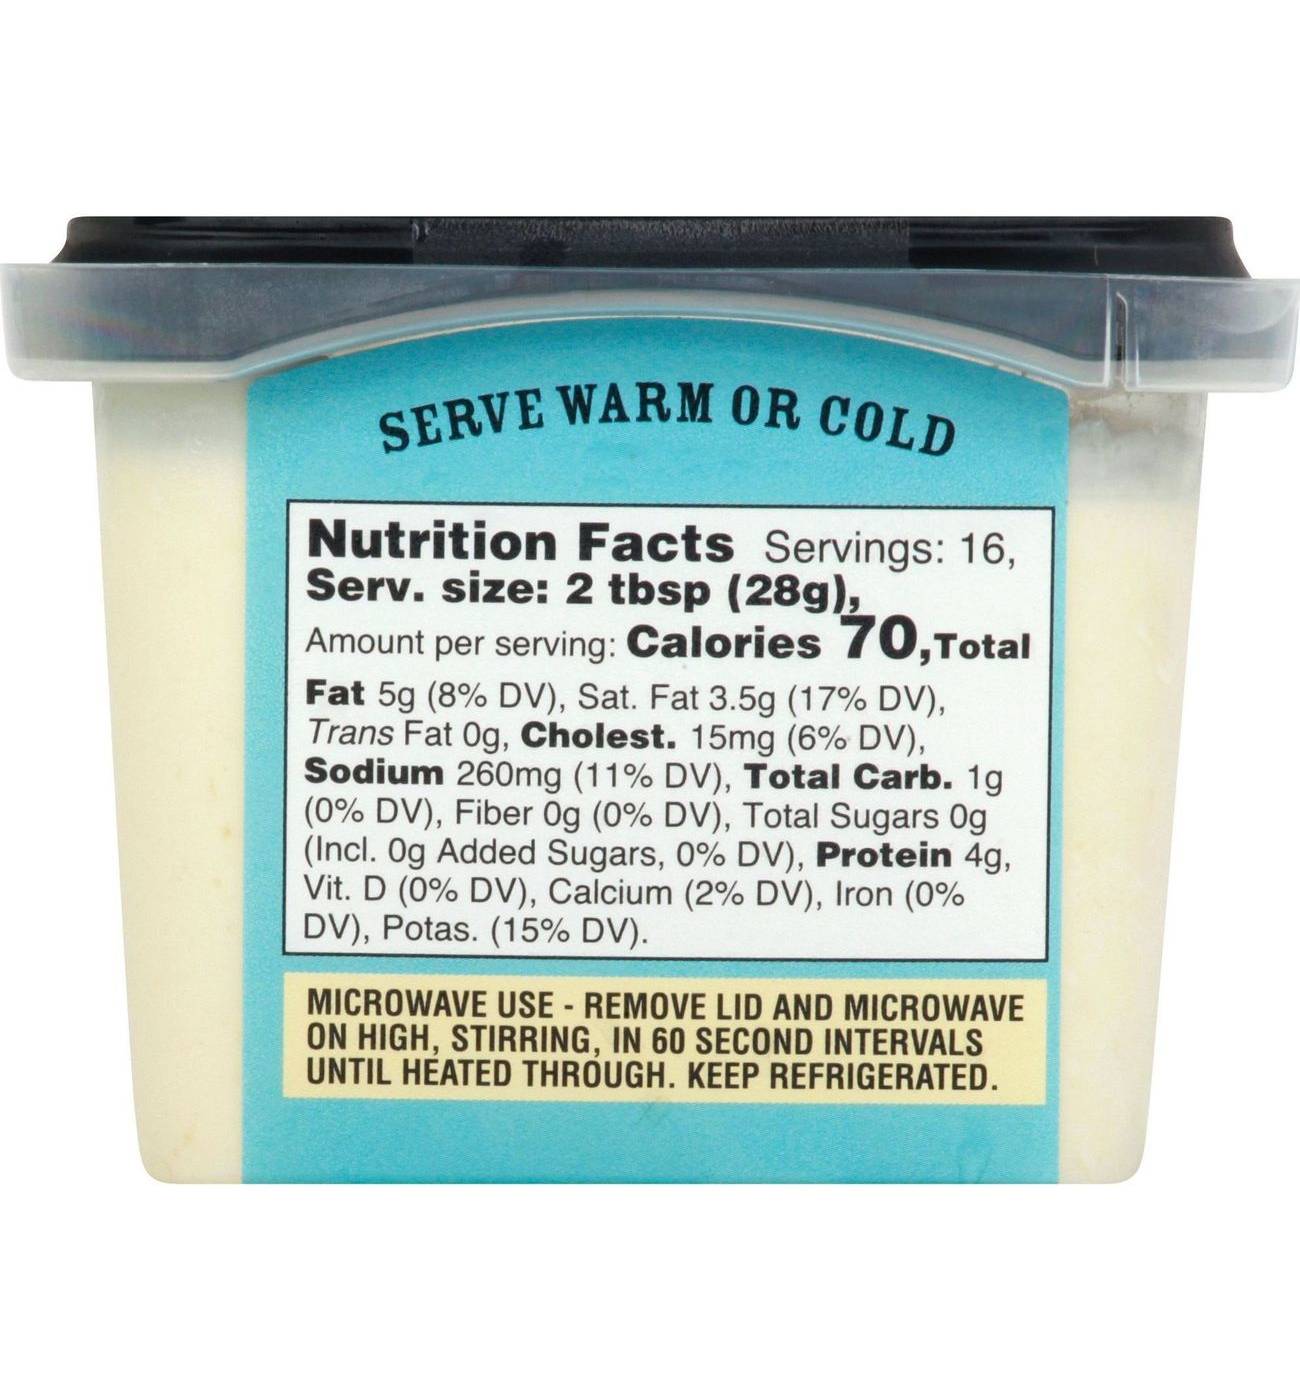 SERVE WARM OR COLD
Nutrition Facts Servings: 16,
Serv. size: 2 tbsp (28g),
Amount per serving: Calories 70, Total
Fat 5g (8% DV), Sat. Fat 3.5g (17% DV),
Trans Fat 0g, Cholest. 15mg (6% DV),
Sodium 260mg (11% DV), Total Carb. 1g
(0% DV), Fiber 0g (0% DV), Total Sugars 0g
(Incl. 0g Added Sugars, 0% DV), Protein 4g,
Vit. D (0% DV), Calcium (2% DV), Iron (0%
DV), Potas. (15% DV).
MICROWAVE USE - REMOVE LID AND MICROWAVE
ON HIGH, STIRRING, IN 60 SECOND INTERVALS
UNTIL HEATED THROUGH. KEEP REFRIGERATED.